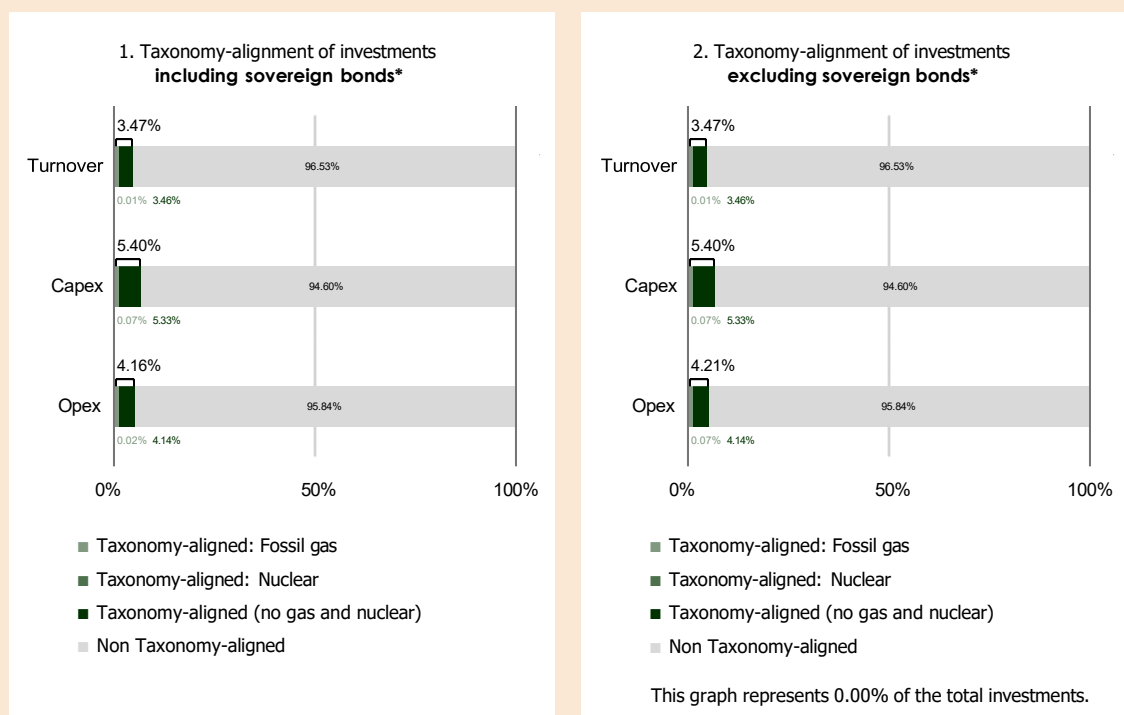 1. Taxonomy-alignment of investments
including sovereign bonds*
3.47%
Turnover
96.53%
0.01% 3.46%
5.40%
Capex
94.60%
0.07% 5.33%
4.16%
Opex
95.84%
0.02% 4.14%
0% 50% 100%
Taxonomy-aligned: Fossil gas
Taxonomy-aligned: Nuclear
Taxonomy-aligned (no gas and nuclear)
Non Taxonomy-aligned
2. Taxonomy-alignment of investments
excluding sovereign bonds*
3.47%
Turnover
96.53%
0.01% 3.46%
5.40%
Capex
94.60%
0.07% 5.33%
4.21%
Opex
95.84%
0.07% 4.14%
0% 50% 100%
Taxonomy-aligned: Fossil gas
Taxonomy-aligned: Nuclear
Taxonomy-aligned (no gas and nuclear)
Non Taxonomy-aligned
This graph represents 0.00% of the total investments.